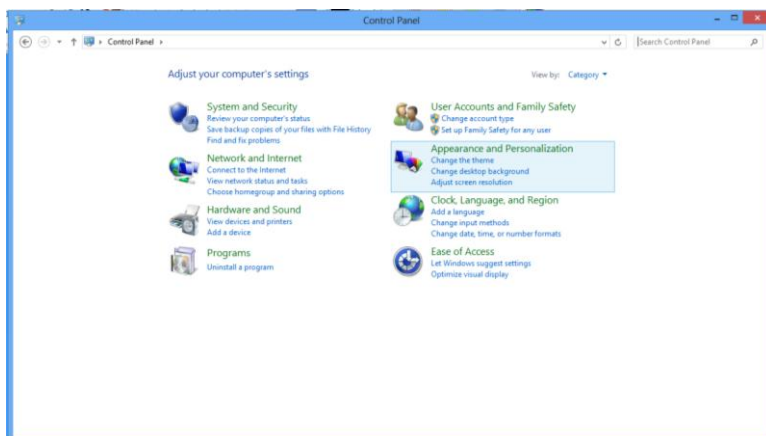 Control Panel
Control Panel
Search Control Panel
Adjust your computer's settings
View by: Category
System and Security
Review your computer's status
Save backup copies of your files with File History
Find and fix problems
Network and Internet
Connect to the Internet
View network status and tasks
Choose homegroup and sharing options
Hardware and Sound
View devices and printers
Add a device
Programs
Uninstall a program
User Accounts and Family Safety
Change account type
Set up Family Safety for any user
Appearance and Personalization
Change the theme
Change desktop background
Adjust screen resolution
Clock, Language, and Region
Add a language
Change input methods
Change date, time, or number formats
Ease of Access
Let Windows suggest settings
Optimize visual display